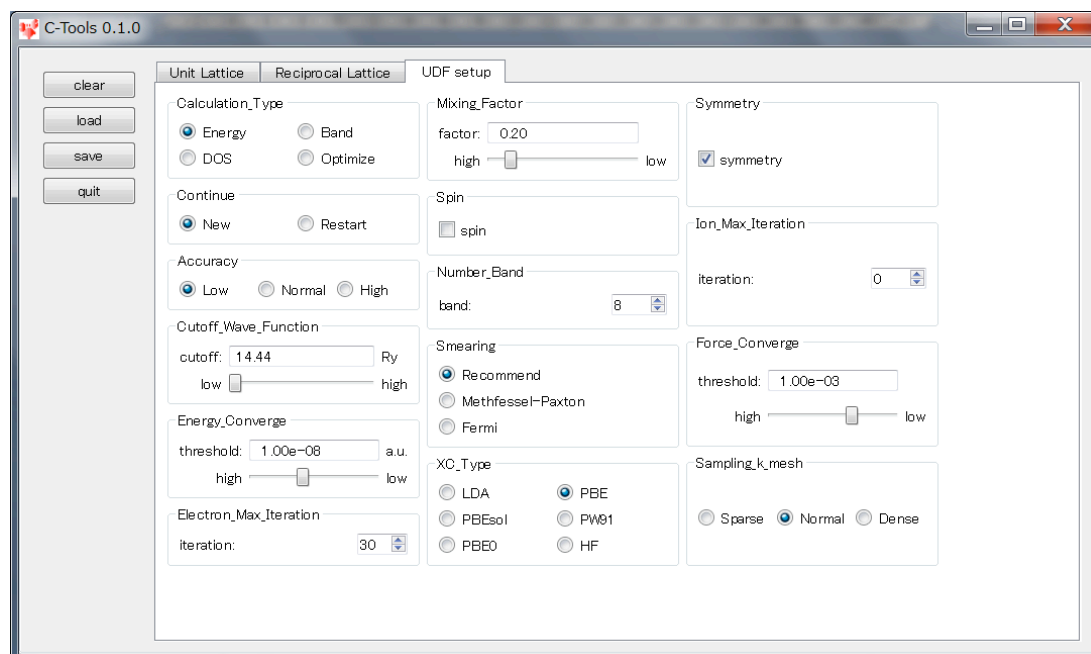 C-Tools 0.1.0
clear
load
save
quit
Unit Lattice Reciprocal Lattice UDF setup
Calculation_Type
Energy Band
DOS Optimize
Continue
New Restart
Accuracy
Low Normal High
Cutoff_Wave_Function
cutoff: 14.44 Ry
low high
Energy_Converge
threshold: 1.00e-08 a.u.
high low
Electron_Max_Iteration
iteration: 30
Mixing_Factor
factor: 0.20
high low
Spin
spin
Number_Band
band: 8
Smearing
Recommend
Methfessel-Paxton
Fermi
XC_Type
LDA PBE
PBEsol PW91
PBE0 HF
Symmetry
symmetry
Ion_Max_Iteration
iteration: 0
Force_Converge
threshold: 1.00e-03
high low
Sampling_k_mesh
Sparse Normal Dense